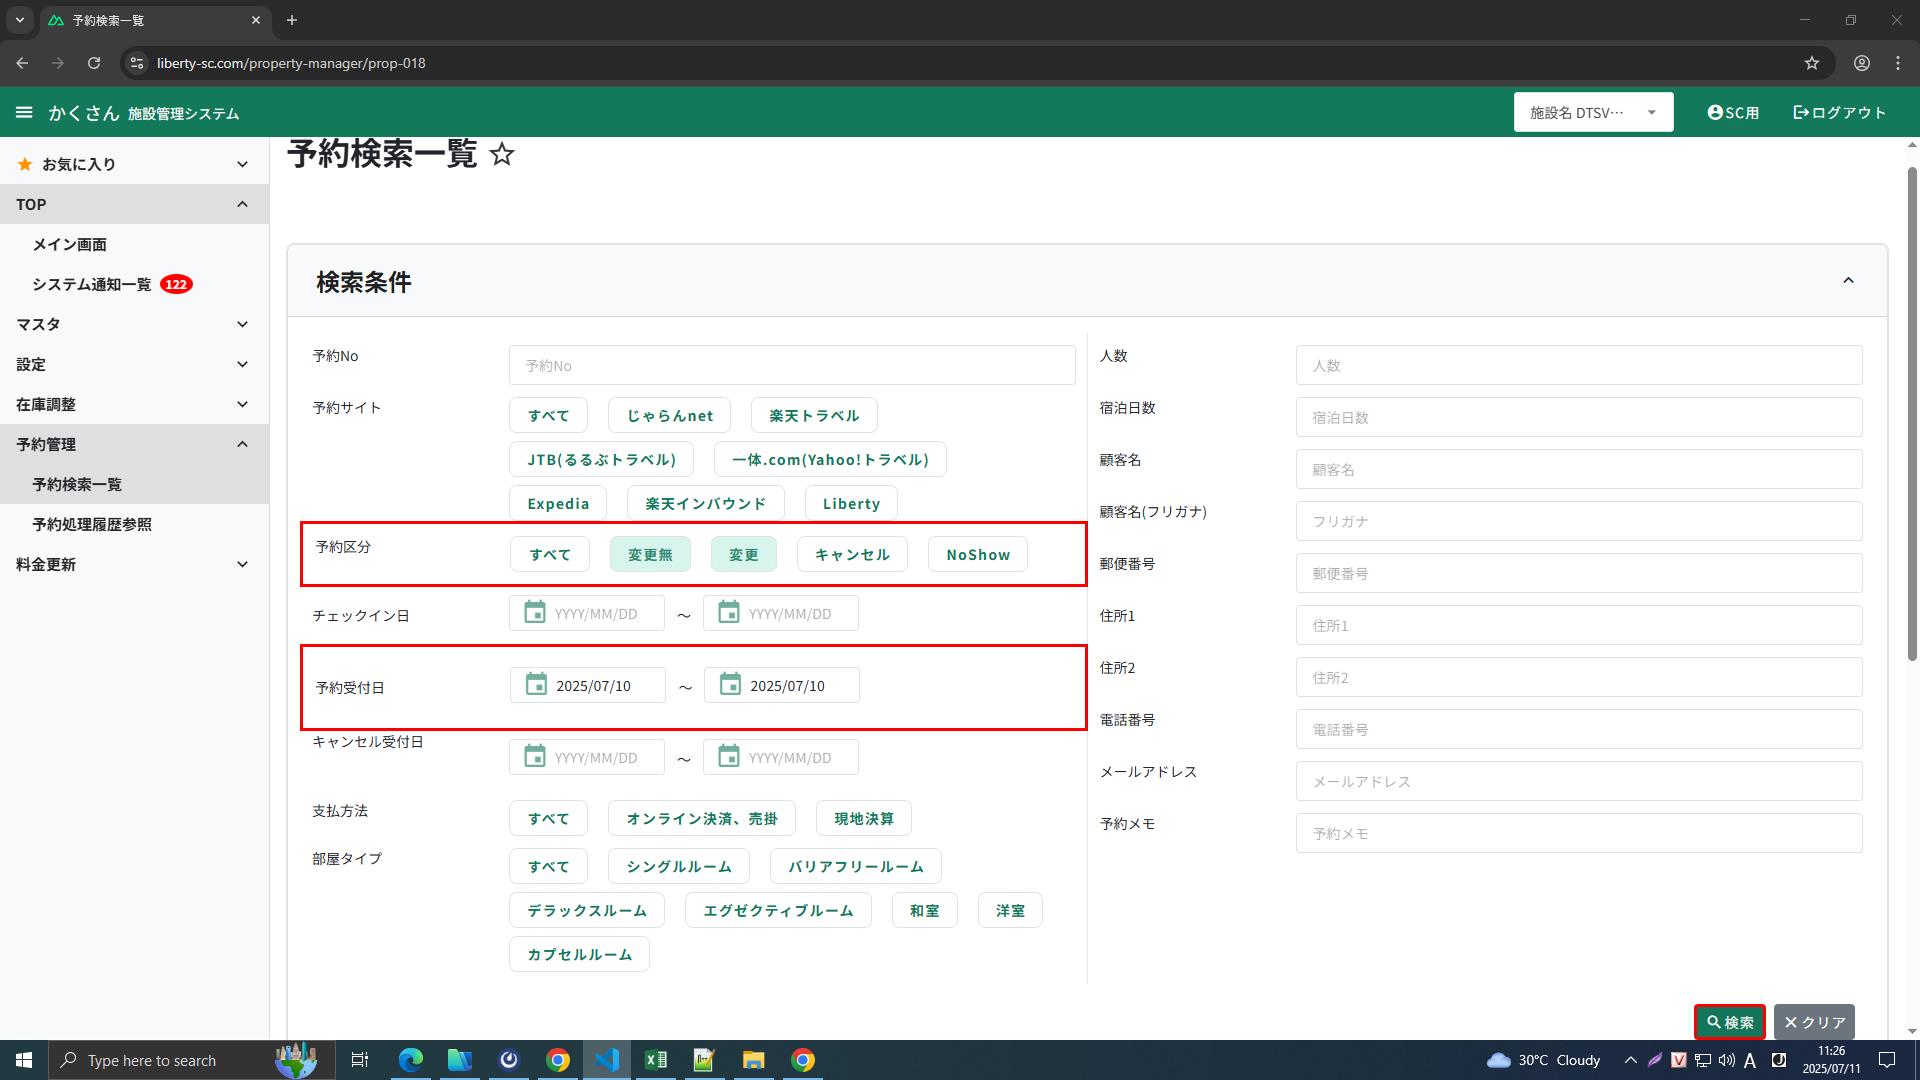 予約検索一覧
liberty-sc.com/property-manager/prop-018
かくさん 施設管理システム
施設名 DTSV…
SC用
ログアウト
お気に入り
TOP
メイン画面
システム通知一覧 122
マスタ
設定
在庫調整
予約管理
予約検索一覧
予約処理履歴参照
料金更新
予約検索一覧
検索条件
予約No
予約No
予約サイト
すべて じゃらんnet 楽天トラベル
JTB(るるぶトラベル) 一休.com(Yahoo!トラベル)
Expedia 楽天インバウンド Liberty
予約区分
すべて 変更無 変更 キャンセル NoShow
チェックイン日
YYYY/MM/DD ～ YYYY/MM/DD
予約受付日
2025/07/10 ～ 2025/07/10
キャンセル受付日
YYYY/MM/DD ～ YYYY/MM/DD
支払方法
すべて オンライン決済、売掛 現地決算
部屋タイプ
すべて シングルルーム バリアフリールーム
デラックスルーム エグゼクティブルーム 和室 洋室
カプセルルーム
人数
人数
宿泊日数
宿泊日数
顧客名
顧客名
顧客名(フリガナ)
フリガナ
郵便番号
郵便番号
住所1
住所1
住所2
住所2
電話番号
電話番号
メールアドレス
メールアドレス
予約メモ
予約メモ
検索
クリア
Type here to search
30°C Cloudy
A
11:26
2025/07/11